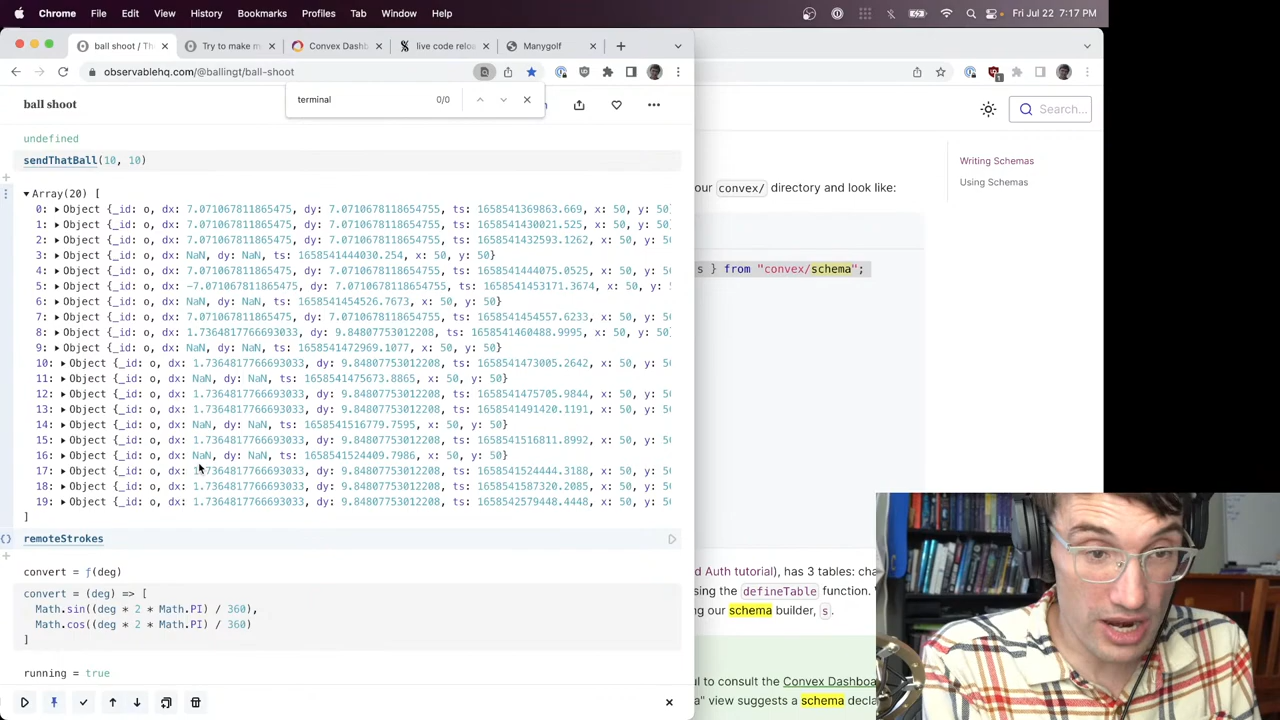 Chrome File Edit View History Bookmarks Profiles Tab Window Help Fri Jul 22 7:17 PM
ball shoot / Th Try to make m Convex Dashb live code reloa Manygolf
observablehq.com/@ballingt/ball-shoot
terminal 0/0
ball shoot
Search...
undefined
sendThatBall(10, 10)
Array(20) [
0: Object {_id: o, dx: 7.071067811865475, dy: 7.0710678118654755, ts: 1658541369863.669, x: 50, y: 50
1: Object {_id: o, dx: 7.071067811865475, dy: 7.0710678118654755, ts: 1658541430021.525, x: 50, y: 50
2: Object {_id: o, dx: 7.071067811865475, dy: 7.0710678118654755, ts: 1658541432593.1262, x: 50, y: 5
3: Object {_id: o, dx: NaN, dy: NaN, ts: 1658541444030.254, x: 50, y: 50}
4: Object {_id: o, dx: 7.071067811865475, dy: 7.0710678118654755, ts: 1658541444075.0525, x: 50, y: 5
5: Object {_id: o, dx: -7.071067811865475, dy: 7.0710678118654755, ts: 1658541453171.3674, x: 50, y:
6: Object {_id: o, dx: NaN, dy: NaN, ts: 1658541454526.7673, x: 50, y: 50}
7: Object {_id: o, dx: 7.071067811865475, dy: 7.0710678118654755, ts: 1658541454557.6233, x: 50, y: 5
8: Object {_id: o, dx: 1.7364817766693033, dy: 9.84807753012208, ts: 1658541460488.9995, x: 50, y: 50
9: Object {_id: o, dx: NaN, dy: NaN, ts: 1658541472969.1077, x: 50, y: 50}
10: Object {_id: o, dx: 1.7364817766693033, dy: 9.84807753012208, ts: 1658541473005.2642, x: 50, y: 5
11: Object {_id: o, dx: NaN, dy: NaN, ts: 1658541475673.8865, x: 50, y: 50}
12: Object {_id: o, dx: 1.7364817766693033, dy: 9.84807753012208, ts: 1658541475705.9844, x: 50, y: 5
13: Object {_id: o, dx: 1.7364817766693033, dy: 9.84807753012208, ts: 1658541491420.1191, x: 50, y: 5
14: Object {_id: o, dx: NaN, dy: NaN, ts: 1658541516779.7595, x: 50, y: 50}
15: Object {_id: o, dx: 1.7364817766693033, dy: 9.84807753012208, ts: 1658541516811.8992, x: 50, y: 5
16: Object {_id: o, dx: NaN, dy: NaN, ts: 1658541524409.7986, x: 50, y: 50}
17: Object {_id: o, dx: 1.7364817766693033, dy: 9.84807753012208, ts: 1658541524444.3188, x: 50, y: 5
18: Object {_id: o, dx: 1.7364817766693033, dy: 9.84807753012208, ts: 1658541587320.2085, x: 50, y: 5
19: Object {_id: o, dx: 1.7364817766693033, dy: 9.84807753012208, ts: 1658542579448.4448, x: 50, y: 5
]
remoteStrokes
convert = ƒ(deg)
convert = (deg) => [
Math.sin((deg * 2 * Math.PI) / 360),
Math.cos((deg * 2 * Math.PI) / 360)
]
running = true
Writing Schemas
Using Schemas
our convex/ directory and look like:
s } from "convex/schema";
d Auth tutorial), has 3 tables: cha
sing the defineTable function.
ng our schema builder, s.
ul to consult the Convex Dashboa
a" view suggests a schema decla